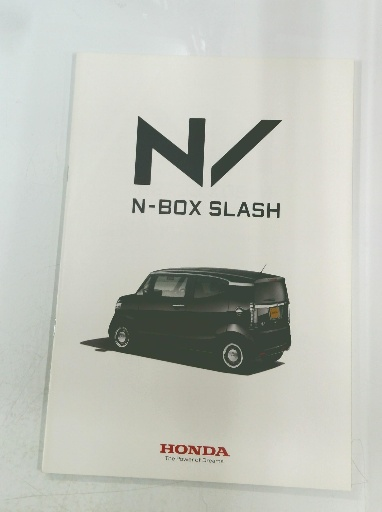 N/
N-BOX SLASH
HONDA
The Power of Dreams